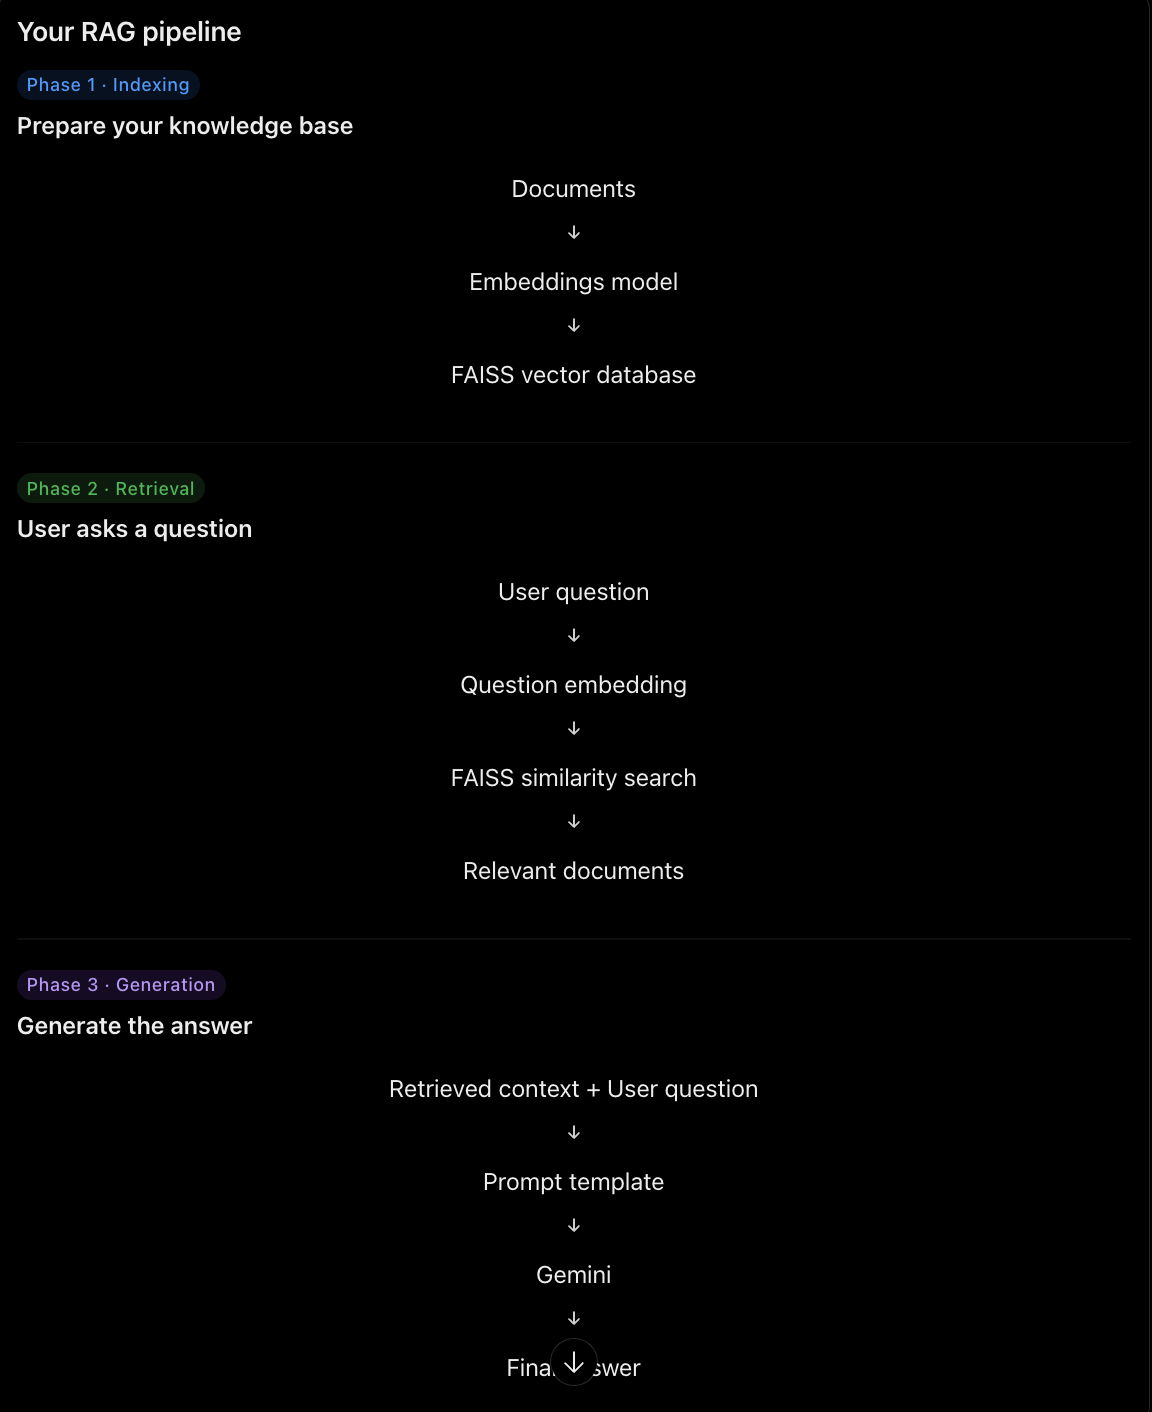 Your RAG pipeline
Phase 1 · Indexing
Prepare your knowledge base
Documents
↓
Embeddings model
↓
FAISS vector database
Phase 2 · Retrieval
User asks a question
User question
↓
Question embedding
↓
FAISS similarity search
↓
Relevant documents
Phase 3 · Generation
Generate the answer
Retrieved context + User question
↓
Prompt template
↓
Gemini
↓